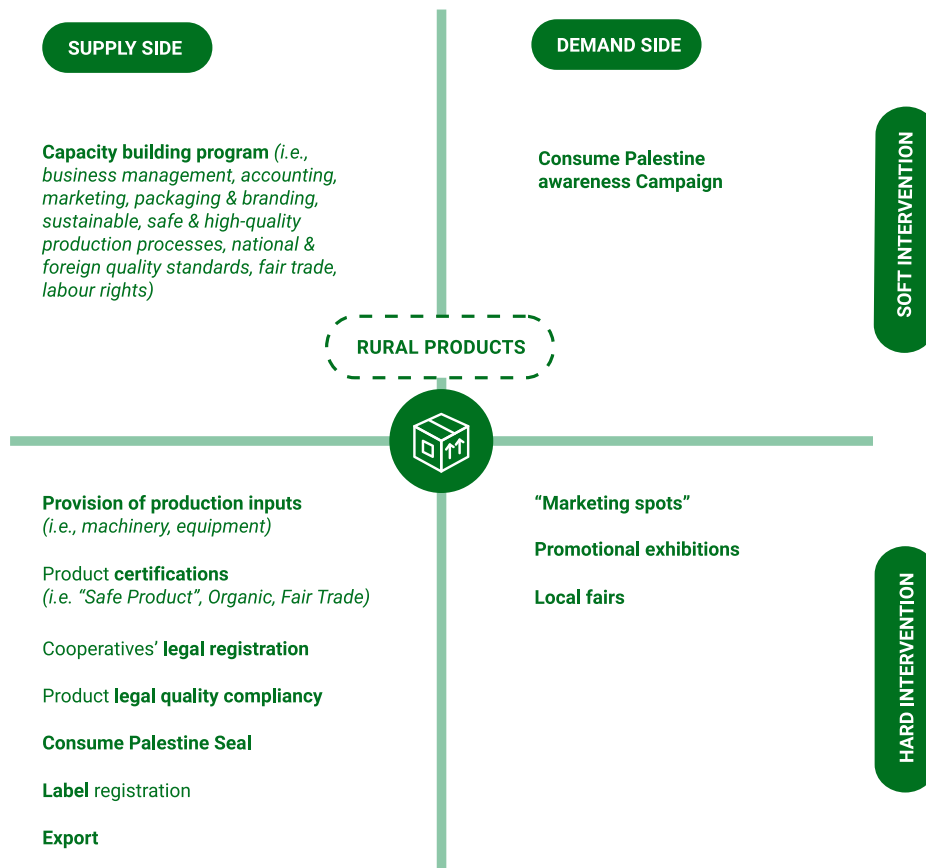 SUPPLY SIDE
DEMAND SIDE
Capacity building program (i.e.,
business management, accounting,
marketing, packaging & branding,
sustainable, safe & high-quality
production processes, national &
foreign quality standards, fair trade,
labour rights)
Consume Palestine
awareness Campaign
SOFT INTERVENTION
RURAL PRODUCTS
Provision of production inputs
(i.e., machinery, equipment)
Product certifications
(i.e. “Safe Product”, Organic, Fair Trade)
Cooperatives’ legal registration
Product legal quality compliancy
Consume Palestine Seal
Label registration
Export
“Marketing spots”
Promotional exhibitions
Local fairs
HARD INTERVENTION